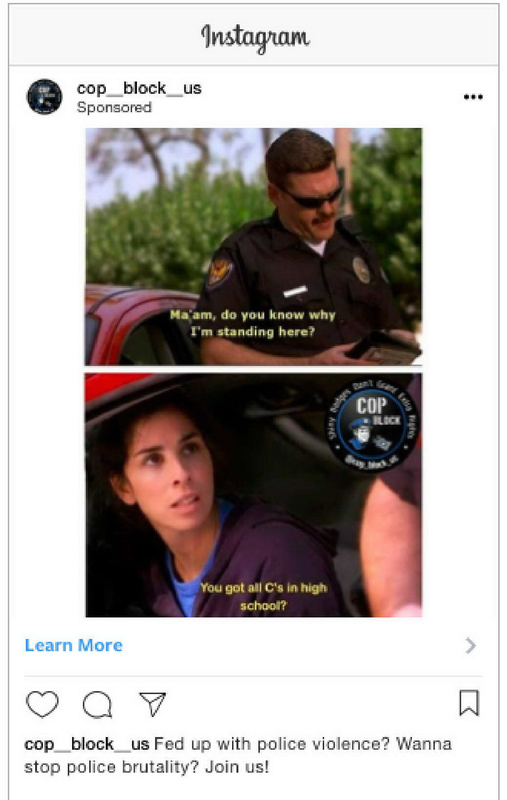 Instagram
cop__block__us
Sponsored
Ma'am, do you know why
I'm standing here?
Shiny Badges Don't Grant Extra Rights
COP
BLOCK
@cop_block_us
You got all C's in high
school?
Learn More
cop__block__us Fed up with police violence? Wanna
stop police brutality? Join us!